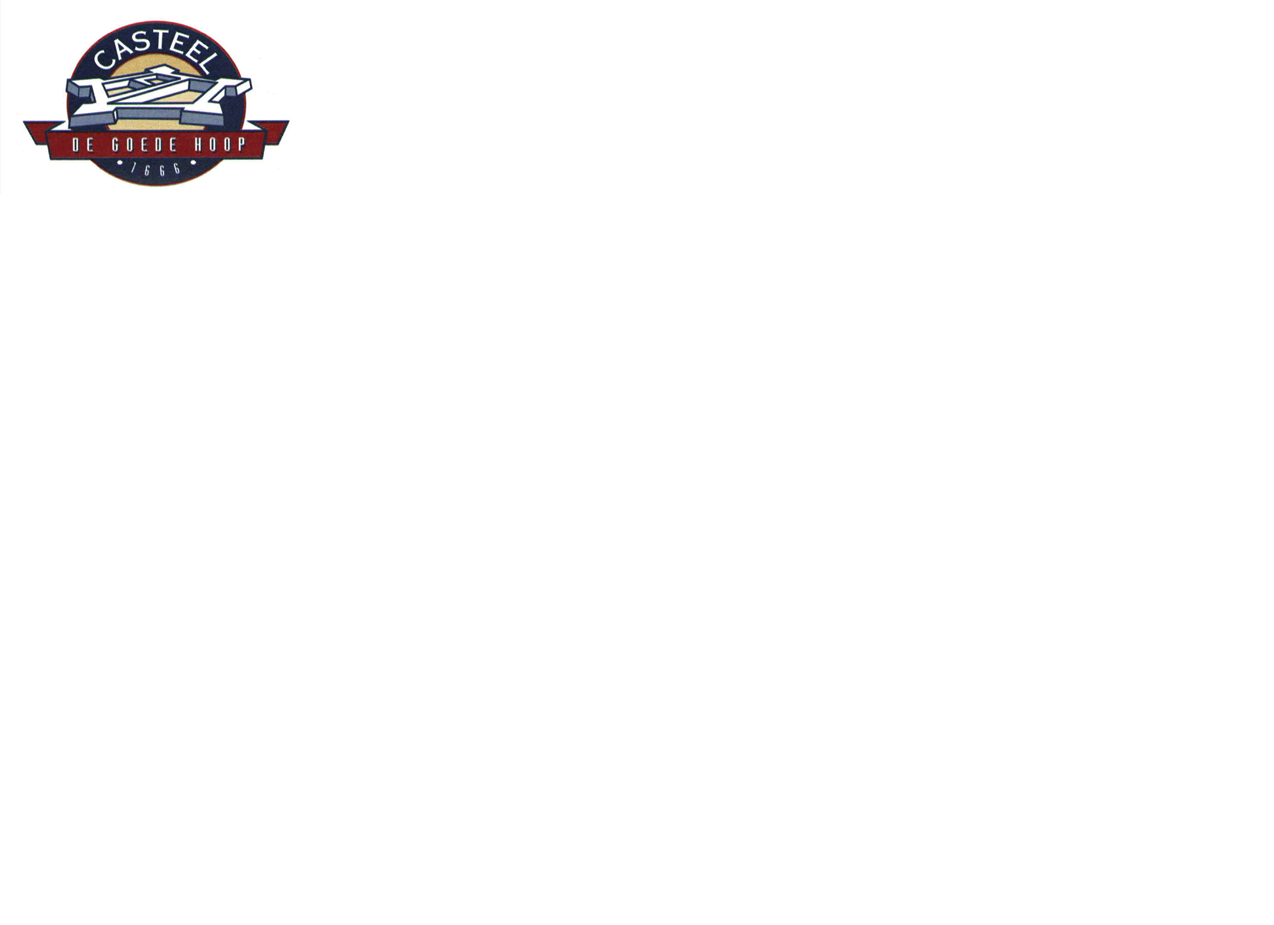 CASTEEL
DE GOEDE HOOP
• 1666 •